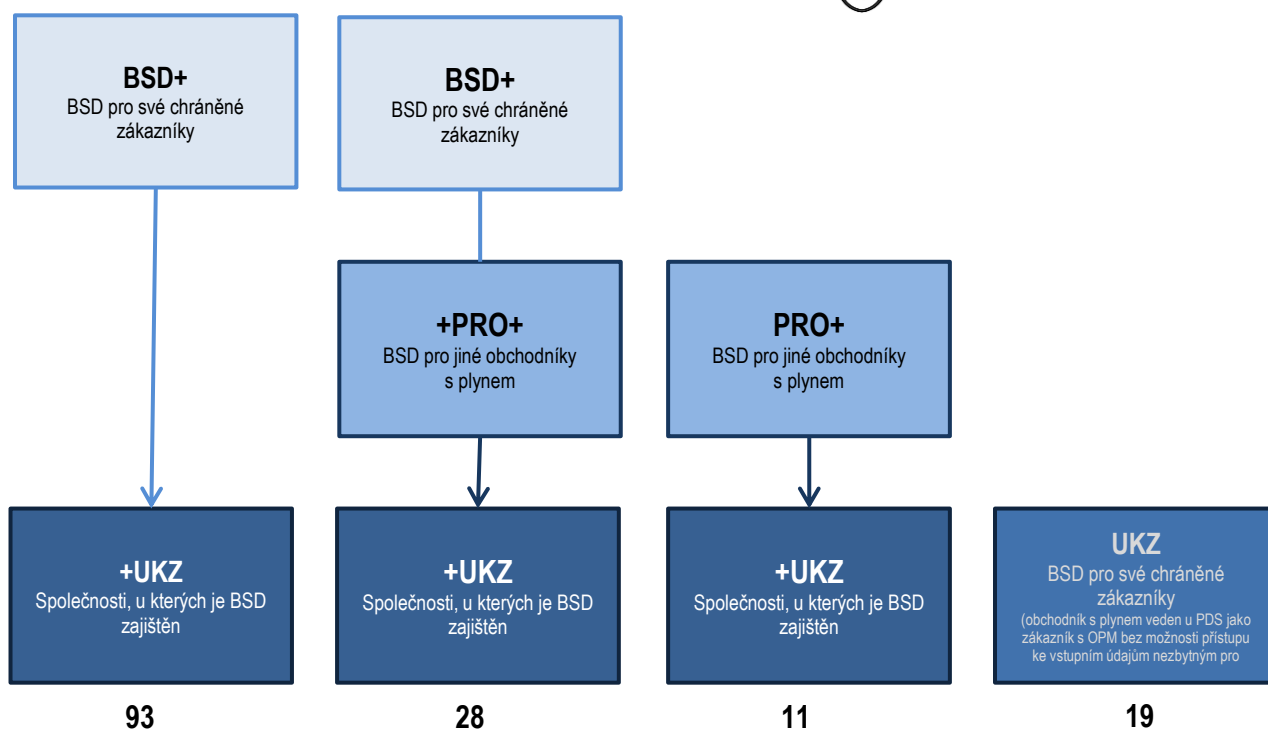 BSD+
BSD pro své chráněné
zákazníky
BSD+
BSD pro své chráněné
zákazníky
+PRO+
BSD pro jiné obchodníky
s plynem
PRO+
BSD pro jiné obchodníky
s plynem
+UKZ
Společnosti, u kterých je BSD
zajištěn
+UKZ
Společnosti, u kterých je BSD
zajištěn
+UKZ
Společnosti, u kterých je BSD
zajištěn
UKZ
BSD pro své chráněné
zákazníky
(obchodník s plynem veden u PDS jako
zákazník s OPM bez možnosti přístupu
ke vstupním údajům nezbytným pro
93
28
11
19